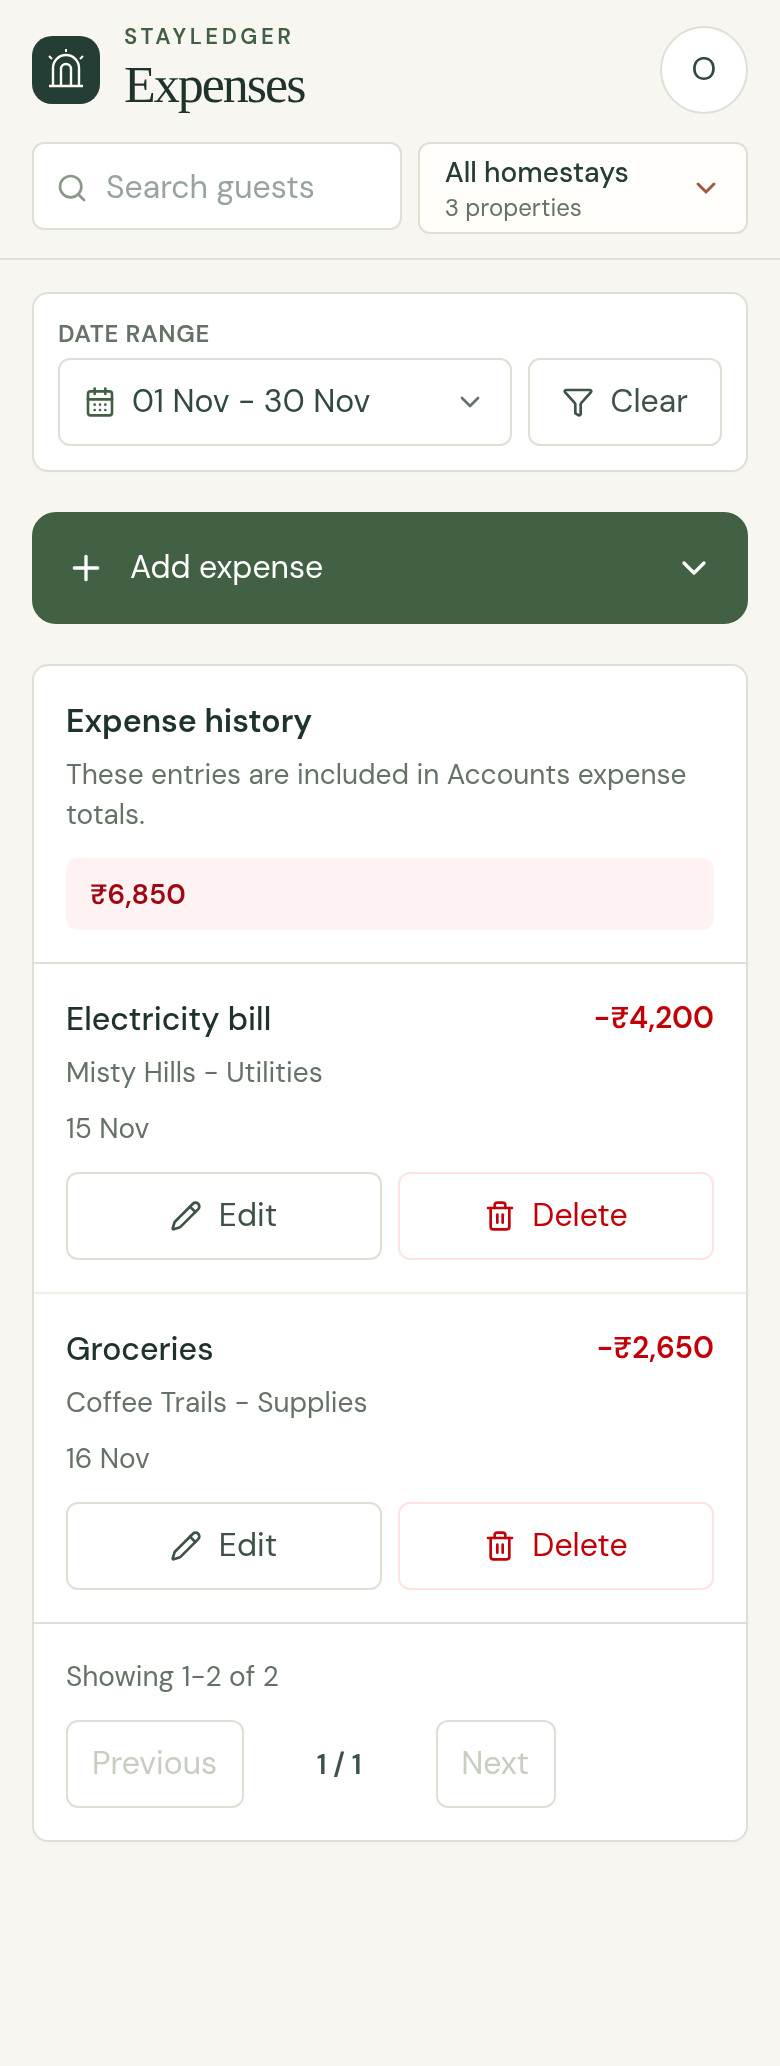 STAYLEDGER
Expenses
O
Search guests
All homestays
3 properties
DATE RANGE
01 Nov - 30 Nov
Clear
Add expense
Expense history
These entries are included in Accounts expense
totals.
₹6,850
Electricity bill
-₹4,200
Misty Hills - Utilities
15 Nov
Edit
Delete
Groceries
-₹2,650
Coffee Trails - Supplies
16 Nov
Edit
Delete
Showing 1-2 of 2
Previous
1 / 1
Next